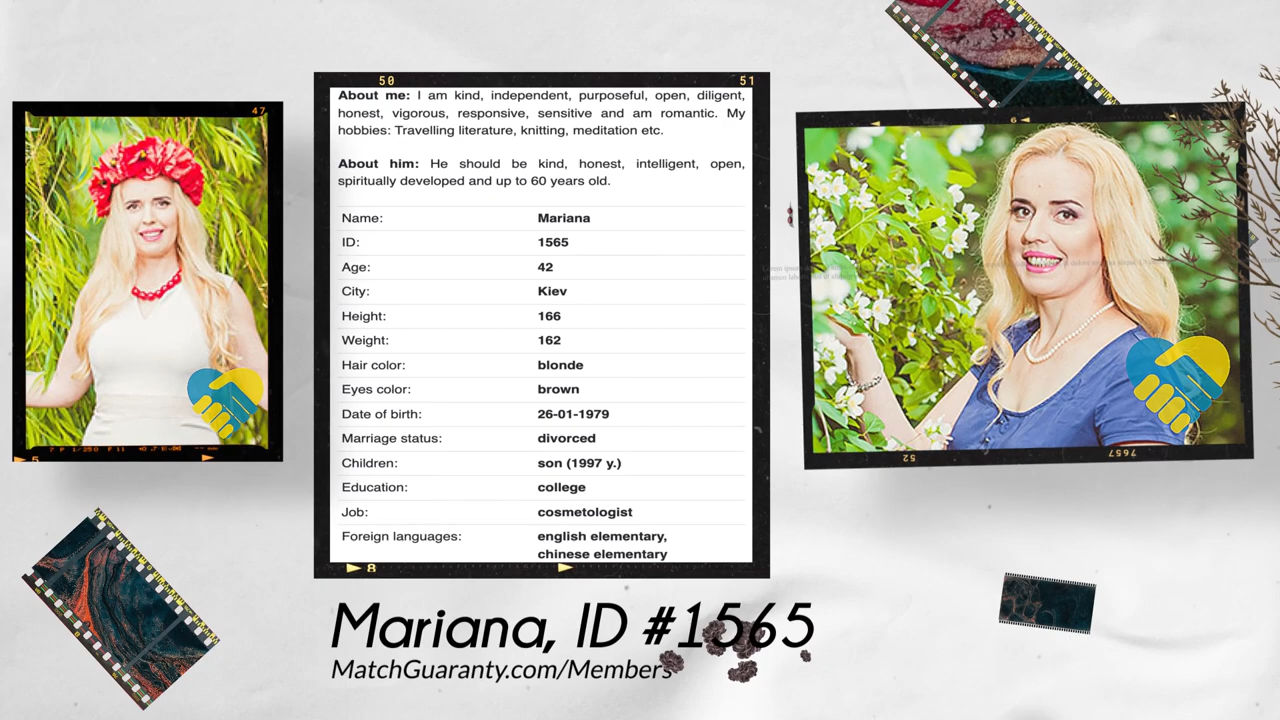 47
50
51
About me: I am kind, independent, purposeful, open, diligent,
honest, vigorous, responsive, sensitive and am romantic. My
hobbies: Travelling literature, knitting, meditation etc.
About him: He should be kind, honest, intelligent, open,
spiritually developed and up to 60 years old.
Name: Mariana
ID: 1565
Age: 42
City: Kiev
Height: 166
Weight: 162
Hair color: blonde
Eyes color: brown
Date of birth: 26-01-1979
Marriage status: divorced
Children: son (1997 y.)
Education: college
Job: cosmetologist
Foreign languages: english elementary,
chinese elementary
8
6
52
7657
5
Mariana, ID #1565
MatchGuaranty.com/Members